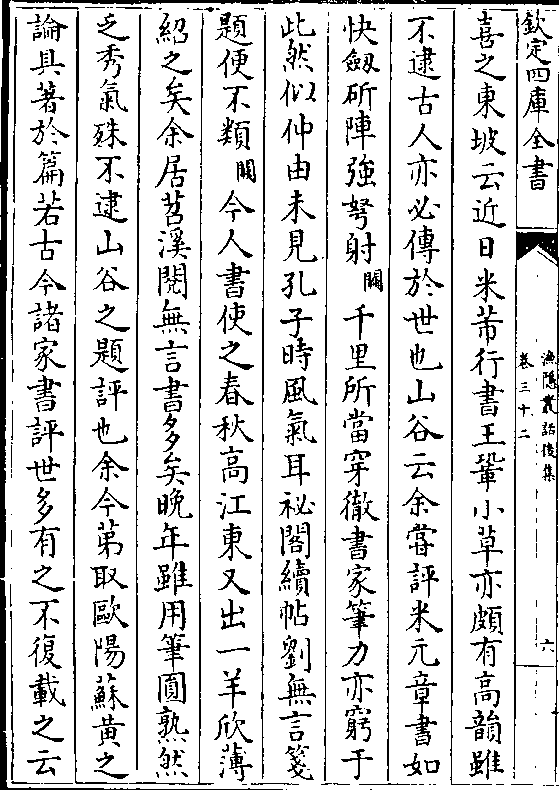 欽定四庫全書
漁隱叢話後集
卷三十二
六
喜之東坡云近日米芾行書王鞏小草亦頗有高韻雖
不逮古人亦必傳於世也山谷云余嘗評米元章書如
快劔斫陣強弩射闕千里所當穿徹書家筆力亦窮于
此然似仲由未見孔子時風氣耳祕閣續帖劉無言箋
題便不類闕今人書使之春秋高江東又出一羊欣薄
紹之矣余居苕溪閱無言書多矣晚年雖用筆圓熟然
乏秀氣殊不逮山谷之題評也余今第取歐陽蘇黄之
論具著於篇若古今諸家書評世多有之不復載之云